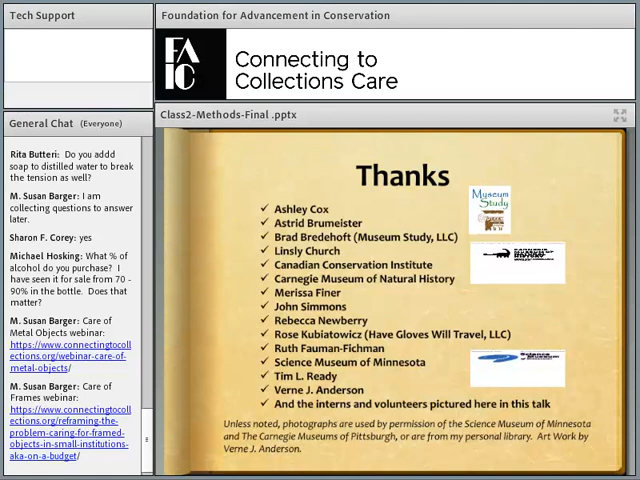 Tech Support
Foundation for Advancement in Conservation
FA
IC
Connecting to
Collections Care
General Chat (Everyone)
Rita Butteri: Do you addd
soap to distilled water to break
the tension as well?
M. Susan Barger: I am
collecting questions to answer
later.
Sharon F. Corey: yes
Michael Hosking: What % of
alcohol do you purchase? I
have seen it for sale from 70 -
90% in the bottle. Does that
matter?
M. Susan Barger: Care of
Metal Objects webinar:
https://www.connectingtocoll
ections.org/webinar-care-of-
metal-objects/
M. Susan Barger: Care of
Frames webinar:
https://www.connectingtocoll
ections.org/reframing-the-
problem-caring-for-framed-
objects-in-small-institutions-
aka-on-a-budget/
Class2-Methods-Final .pptx
Thanks
Museum
Study
✓ Ashley Cox
✓ Astrid Brumeister
✓ Brad Bredehoft (Museum Study, LLC)
✓ Linsly Church
✓ Canadian Conservation Institute
✓ Carnegie Museum of Natural History
✓ Merissa Finer
✓ John Simmons
✓ Rebecca Newberry
✓ Rose Kubiatowicz (Have Gloves Will Travel, LLC)
✓ Ruth Fauman-Fichman
✓ Science Museum of Minnesota
✓ Tim L. Ready
✓ Verne J. Anderson
✓ And the interns and volunteers pictured here in this talk
Unless noted, photographs are used by permission of the Science Museum of Minnesota
and The Carnegie Museums of Pittsburgh, or are from my personal library. Art Work by
Verne J. Anderson.